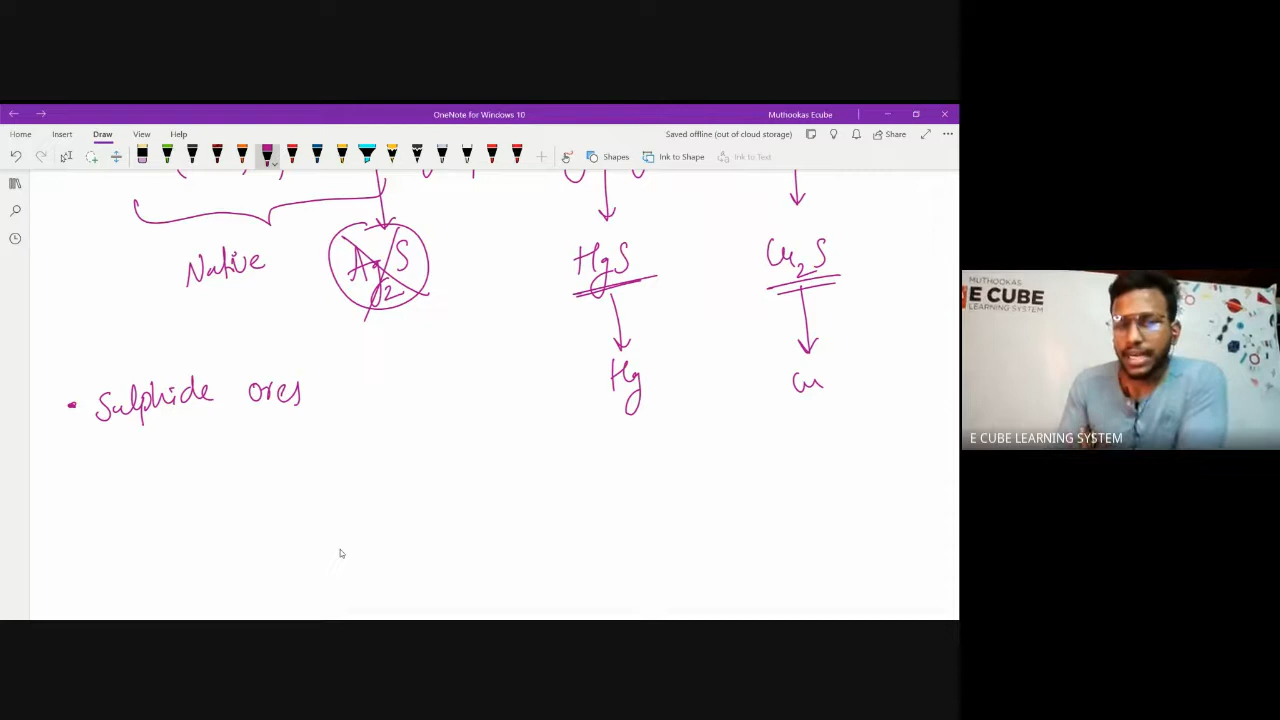 OneNote for Windows 10
Muthookas Ecube
Home Insert Draw View Help
Saved offline (out of cloud storage)
Share
Shapes
Ink to Shape
Ink to Text
Native
Ag2S
HgS
Cu2S
Hg
Cu
• Sulphide ores
MUTHOOKAS
E CUBE
LEARNING SYSTEM
E CUBE LEARNING SYSTEM